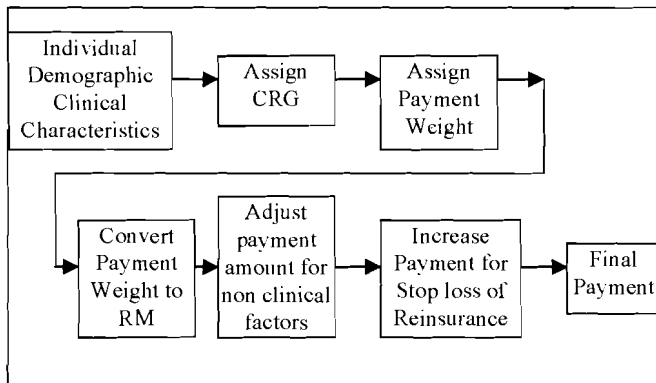 Individual
Demographic
Clinical
Characteristics
Assign
CRG
Assign
Payment
Weight
Convert
Payment
Weight to
RM
Adjust
payment
amount for
non clinical
factors
Increase
Payment for
Stop loss of
Reinsurance
Final
Payment